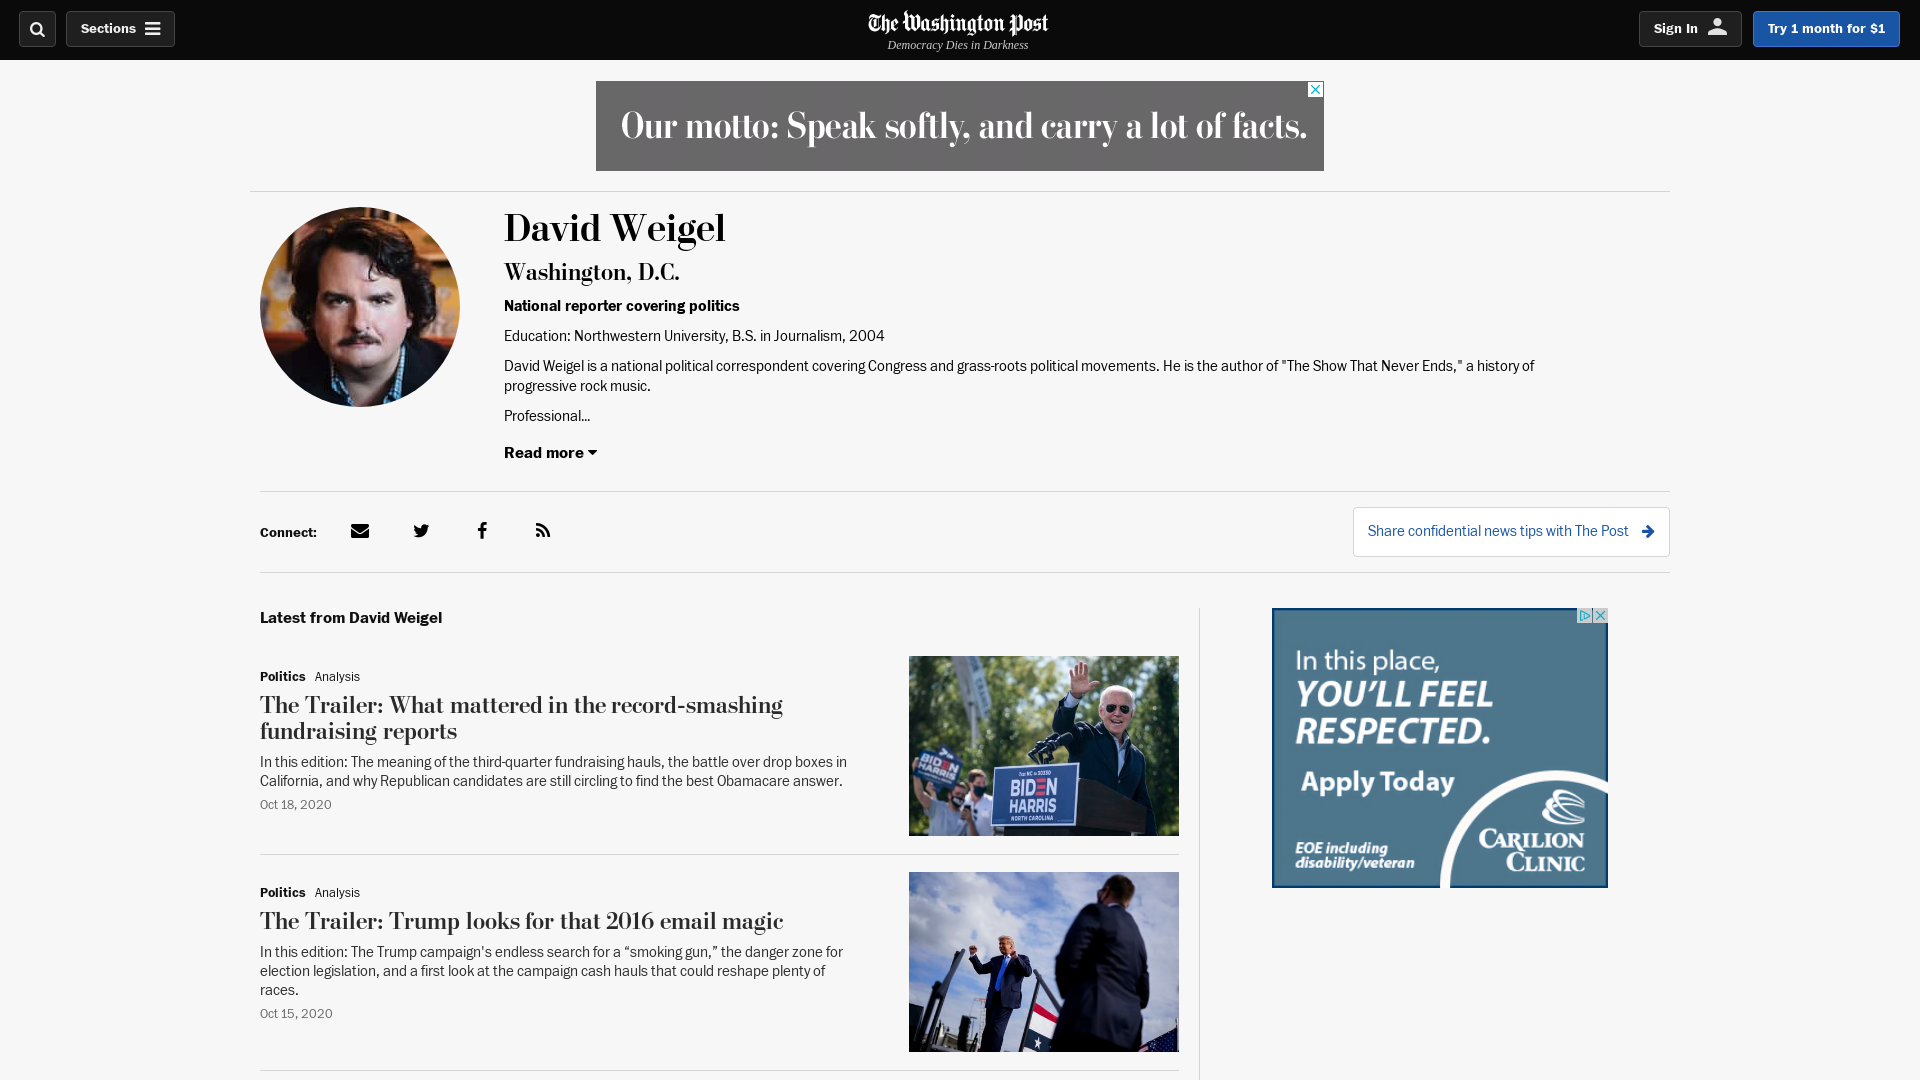 Sections
The Washington Post
Democracy Dies in Darkness
Sign In
Try 1 month for $1
Our motto: Speak softly, and carry a lot of facts.
David Weigel
Washington, D.C.
National reporter covering politics
Education: Northwestern University, B.S. in Journalism, 2004
David Weigel is a national political correspondent covering Congress and grass-roots political movements. He is the author of "The Show That Never Ends," a history of
progressive rock music.
Professional...
Read more
Connect:
Share confidential news tips with The Post
Latest from David Weigel
Politics Analysis
The Trailer: What mattered in the record-smashing
fundraising reports
In this edition: The meaning of the third-quarter fundraising hauls, the battle over drop boxes in
California, and why Republican candidates are still circling to find the best Obamacare answer.
Oct 18, 2020
BIDEN
HARRIS
BIDEN
HARRIS
NORTH CAROLINA
In this place,
YOU'LL FEEL
RESPECTED.
Apply Today
EOE including
disability/veteran
CARILION
CLINIC
Politics Analysis
The Trailer: Trump looks for that 2016 email magic
In this edition: The Trump campaign's endless search for a “smoking gun,” the danger zone for
election legislation, and a first look at the campaign cash hauls that could reshape plenty of
races.
Oct 15, 2020